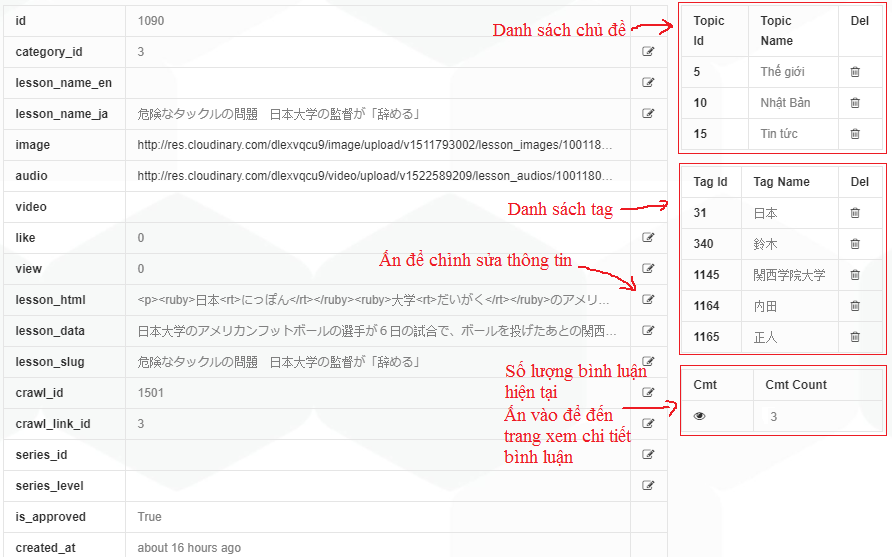 id 1090
category_id 3
lesson_name_en
lesson_name_ja 危険なタックルの問題　日本大学の監督が「辞める」
image http://res.cloudinary.com/dlexvqcu9/image/upload/v1511793002/lesson_images/100118...
audio http://res.cloudinary.com/dlexvqcu9/video/upload/v1522589209/lesson_audios/1001180...
video
like 0
view 0
lesson_html <p><ruby>日本<rt>にっぽん</rt></ruby><ruby>大学<rt>だいがく</rt></ruby>のアメリ...
lesson_data 日本大学のアメリカンフットボールの選手が６日の試合で、ボールを投げたあとの関西...
lesson_slug 危険なタックルの問題　日本大学の監督が「辞める」
crawl_id 1501
crawl_link_id 3
series_id
series_level
is_approved True
created_at about 16 hours ago
Danh sách chủ đề
Topic Id Topic Name Del
5 Thế giới
10 Nhật Bản
15 Tin tức
Danh sách tag
Tag Id Tag Name Del
31 日本
340 鈴木
1145 関西学院大学
1164 内田
1165 正人
Ấn để chỉnh sửa thông tin
Số lượng bình luận
hiện tại
Ấn vào để đến
trang xem chi tiết
bình luận
Cmt Cmt Count
3